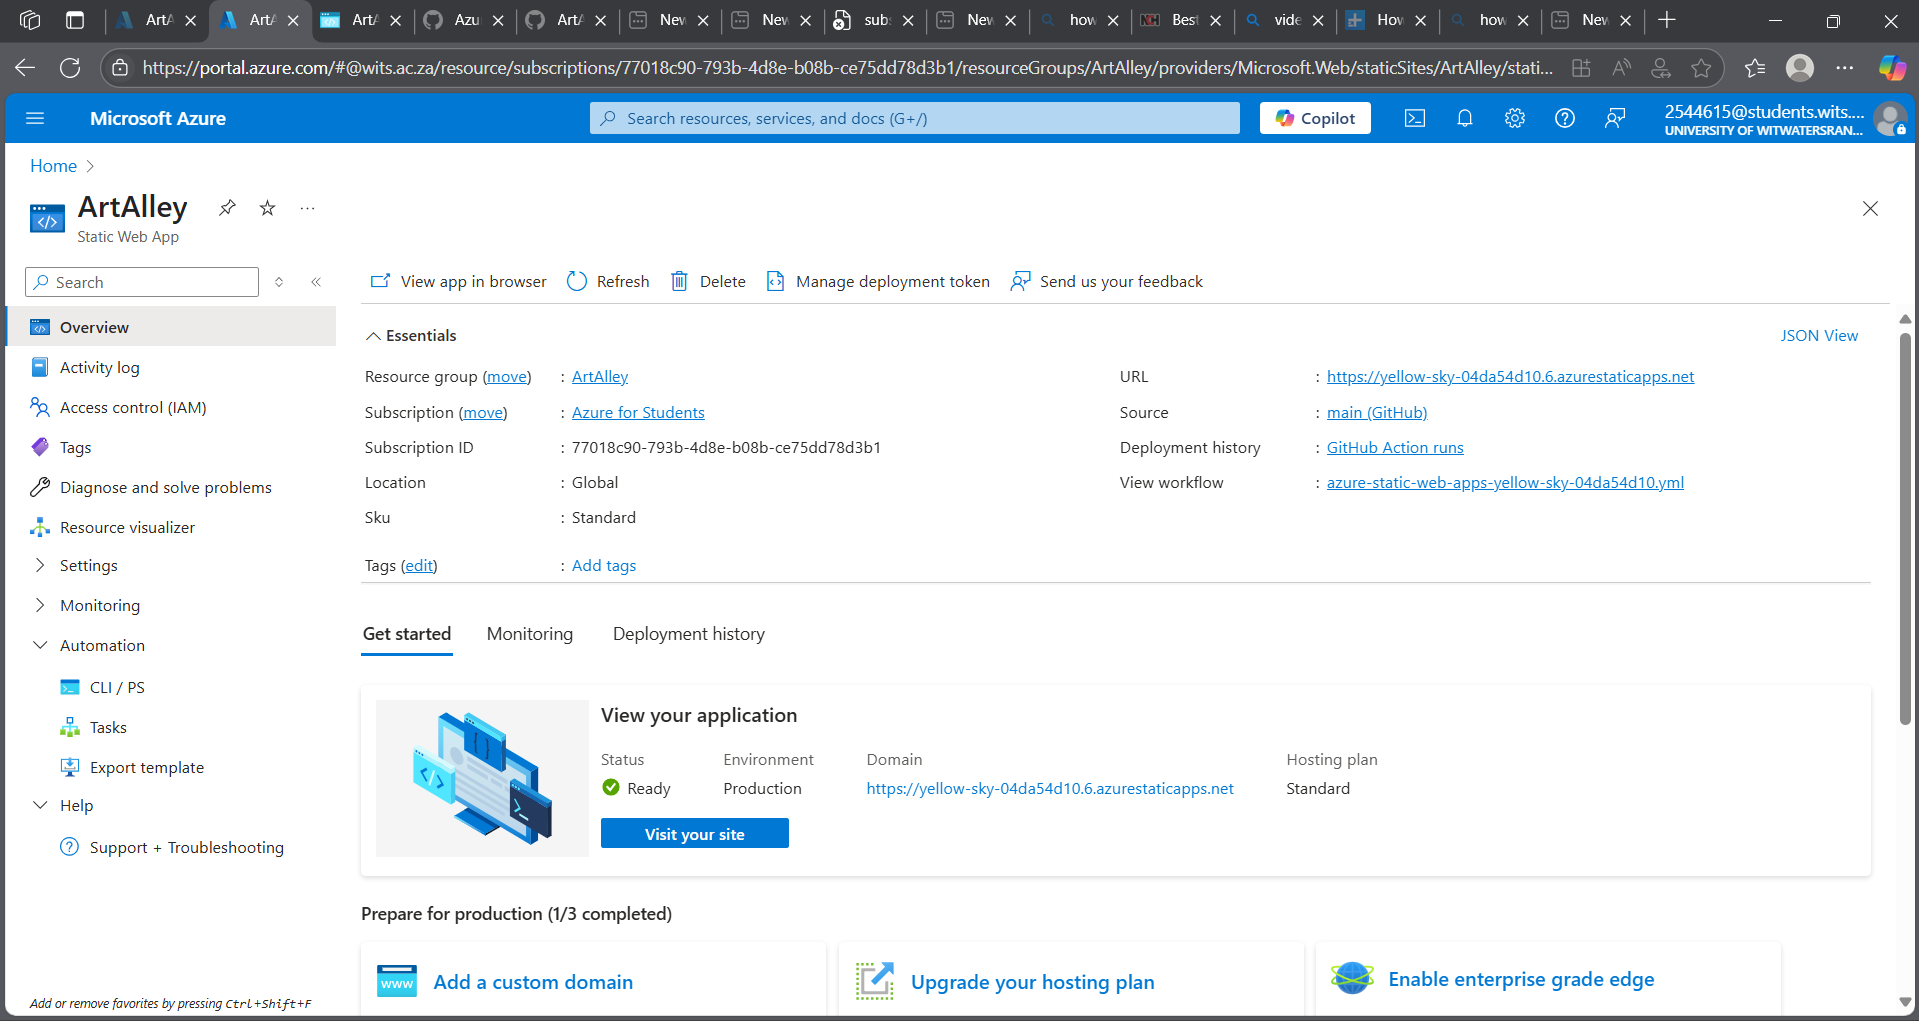 ArtA
ArtA
ArtA
Azu
ArtA
New
New
sub
New
how
Best
vide
How
how
New
https://portal.azure.com/#@wits.ac.za/resource/subscriptions/77018c90-793b-4d8e-b08b-ce75dd78d3b1/resourceGroups/ArtAlley/providers/Microsoft.Web/staticSites/ArtAlley/stati...
Microsoft Azure
Search resources, services, and docs (G+/)
Copilot
2544615@students.wits....
UNIVERSITY OF WITWATERSRAN...
Home
ArtAlley
Static Web App
Search
View app in browser
Refresh
Delete
Manage deployment token
Send us your feedback
Overview
Activity log
Access control (IAM)
Tags
Diagnose and solve problems
Resource visualizer
Settings
Monitoring
Automation
CLI / PS
Tasks
Export template
Help
Support + Troubleshooting
Add or remove favorites by pressing Ctrl+Shift+F
Essentials
JSON View
Resource group (move) : ArtAlley
Subscription (move) : Azure for Students
Subscription ID : 77018c90-793b-4d8e-b08b-ce75dd78d3b1
Location : Global
Sku : Standard
Tags (edit) : Add tags
URL : https://yellow-sky-04da54d10.6.azurestaticapps.net
Source : main (GitHub)
Deployment history : GitHub Action runs
View workflow : azure-static-web-apps-yellow-sky-04da54d10.yml
Get started
Monitoring
Deployment history
View your application
Status
Ready
Environment
Production
Domain
https://yellow-sky-04da54d10.6.azurestaticapps.net
Hosting plan
Standard
Visit your site
Prepare for production (1/3 completed)
www
Add a custom domain
Upgrade your hosting plan
Enable enterprise grade edge